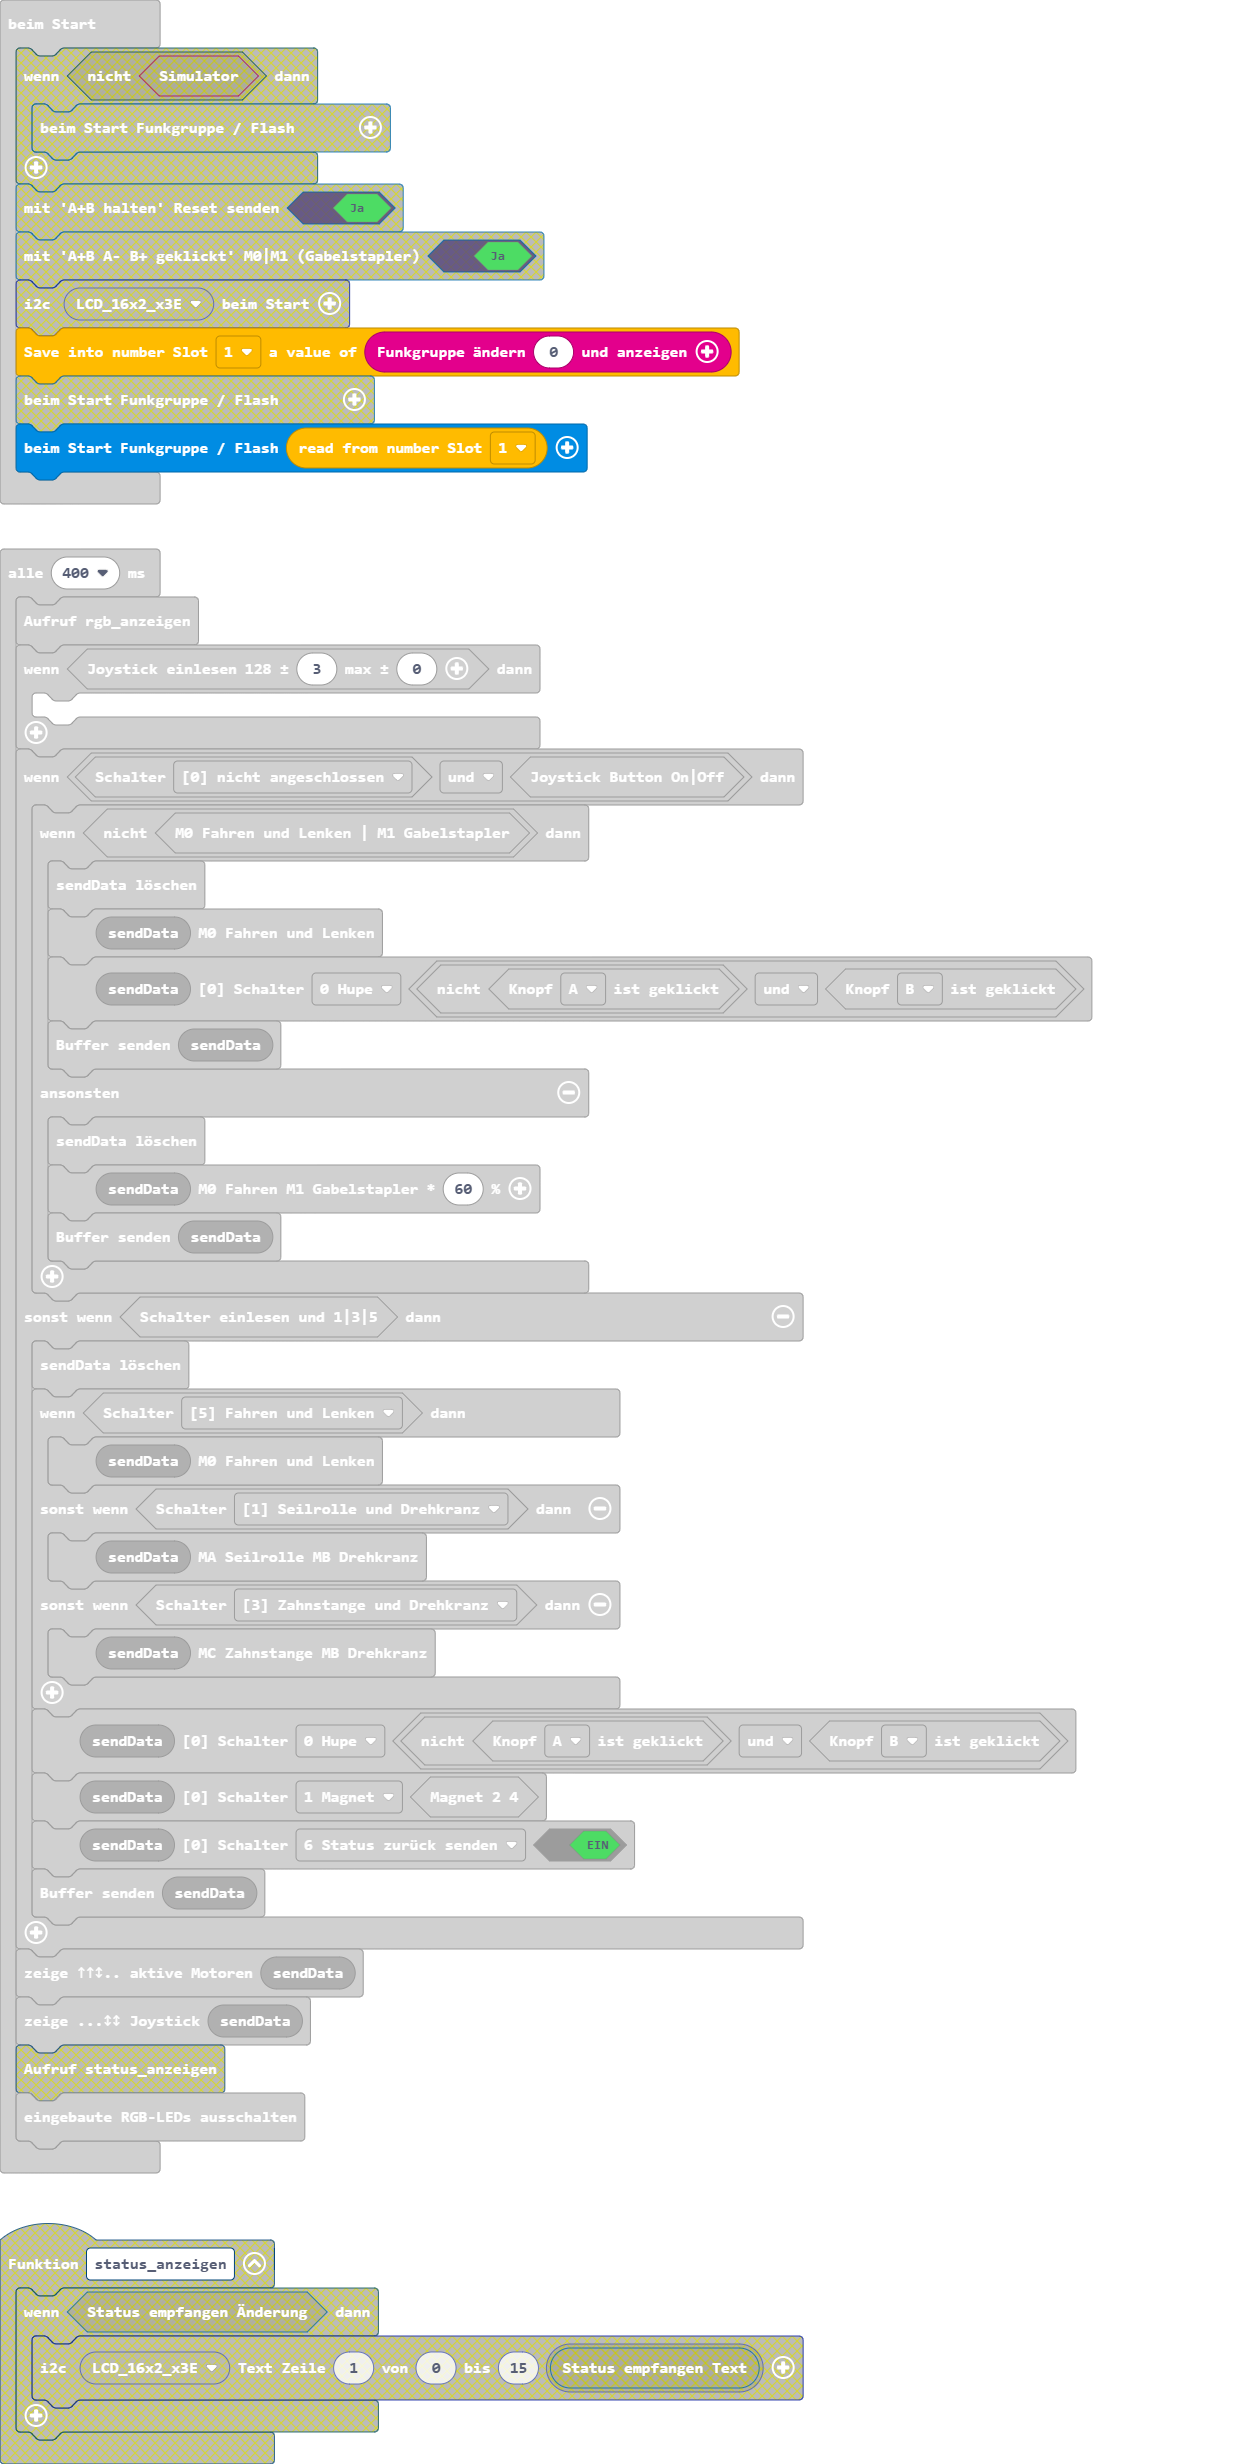 beim Start
wenn nicht Simulator dann
beim Start Funkgruppe / Flash
mit 'A+B halten' Reset senden Ja
mit 'A+B A- B+ geklickt' M0|M1 (Gabelstapler) Ja
i2c LCD_16x2_x3E beim Start
Save into number Slot 1 a value of Funkgruppe ändern 0 und anzeigen
beim Start Funkgruppe / Flash
beim Start Funkgruppe / Flash read from number Slot 1
alle 400 ms
Aufruf rgb_anzeigen
wenn Joystick einlesen 128 ± 3 max ± 0 dann
wenn Schalter [0] nicht angeschlossen und Joystick Button On|Off dann
wenn nicht M0 Fahren und Lenken | M1 Gabelstapler dann
sendData löschen
sendData M0 Fahren und Lenken
sendData [0] Schalter 0 Hupe nicht Knopf A ist geklickt und Knopf B ist geklickt
Buffer senden sendData
ansonsten
sendData löschen
sendData M0 Fahren M1 Gabelstapler * 60 %
Buffer senden sendData
sonst wenn Schalter einlesen und 1|3|5 dann
sendData löschen
wenn Schalter [5] Fahren und Lenken dann
sendData M0 Fahren und Lenken
sonst wenn Schalter [1] Seilrolle und Drehkranz dann
sendData MA Seilrolle MB Drehkranz
sonst wenn Schalter [3] Zahnstange und Drehkranz dann
sendData MC Zahnstange MB Drehkranz
sendData [0] Schalter 0 Hupe nicht Knopf A ist geklickt und Knopf B ist geklickt
sendData [0] Schalter 1 Magnet Magnet 2 4
sendData [0] Schalter 6 Status zurück senden EIN
Buffer senden sendData
zeige ↑↑↕.. aktive Motoren sendData
zeige ...↕↕ Joystick sendData
Aufruf status_anzeigen
eingebaute RGB-LEDs ausschalten
Funktion status_anzeigen
wenn Status empfangen Änderung dann
i2c LCD_16x2_x3E Text Zeile 1 von 0 bis 15 Status empfangen Text